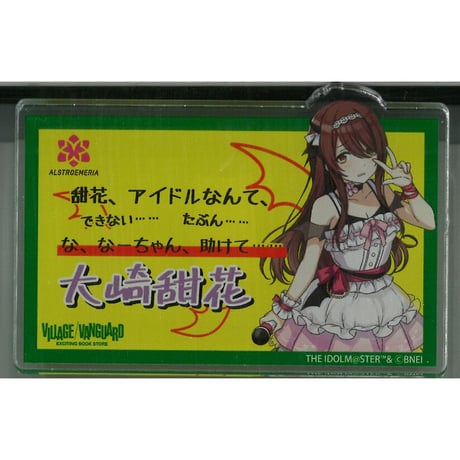 ALSTROEMERIA
甜花、アイドルなんて、
できない…… たぶん……
な、なーちゃん、助けて……
大崎甜花
VILLAGE/VANGUARD
EXCITING BOOK STORE
THE IDOLM@STER™& ©BNEI